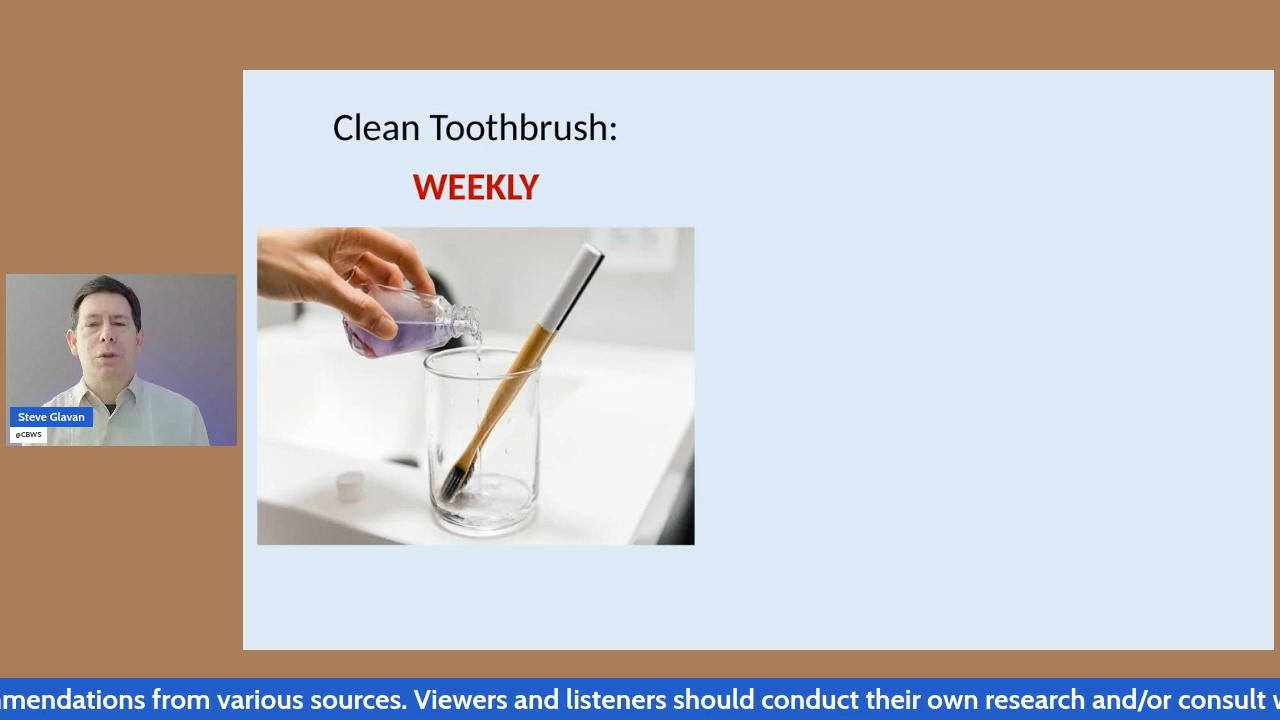 Clean Toothbrush:
WEEKLY
Steve Glavan
@CBWS
mmendations from various sources. Viewers and listeners should conduct their own research and/or consult